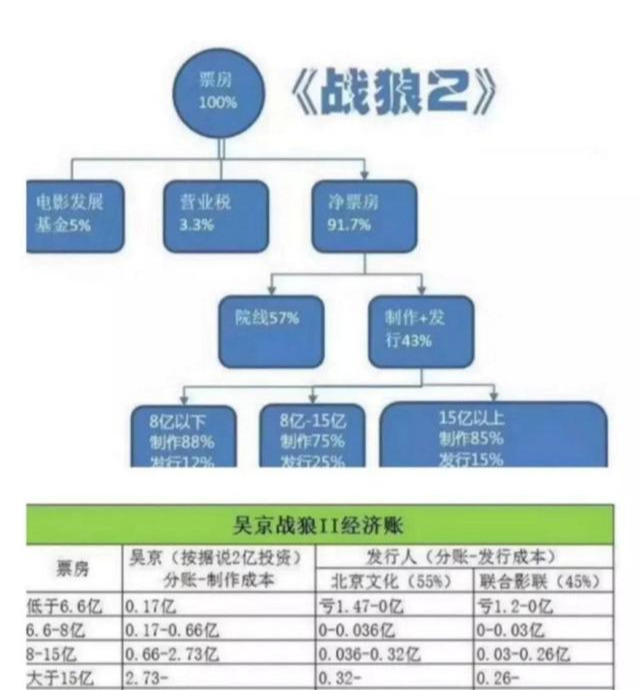 票房
100%
《战狼2》
电影发展
基金5%
营业税
3.3%
净票房
91.7%
院线57%
制作+发
行43%
8亿以下
制作88%
发行12%
8亿-15亿
制作75%
发行25%
15亿以上
制作85%
发行15%
吴京战狼II经济账
票房
吴京（按据说2亿投资）
分账-制作成本
发行人（分账-发行成本）
北京文化（55%）
联合影联（45%）
低于6.6亿 0.17亿 亏1.47-0亿 亏1.2-0亿
6.6-8亿 0.17-0.66亿 0-0.036亿 0-0.03亿
8-15亿 0.66-2.73亿 0.036-0.32亿 0.03-0.26亿
大于15亿 2.73- 0.32- 0.26-